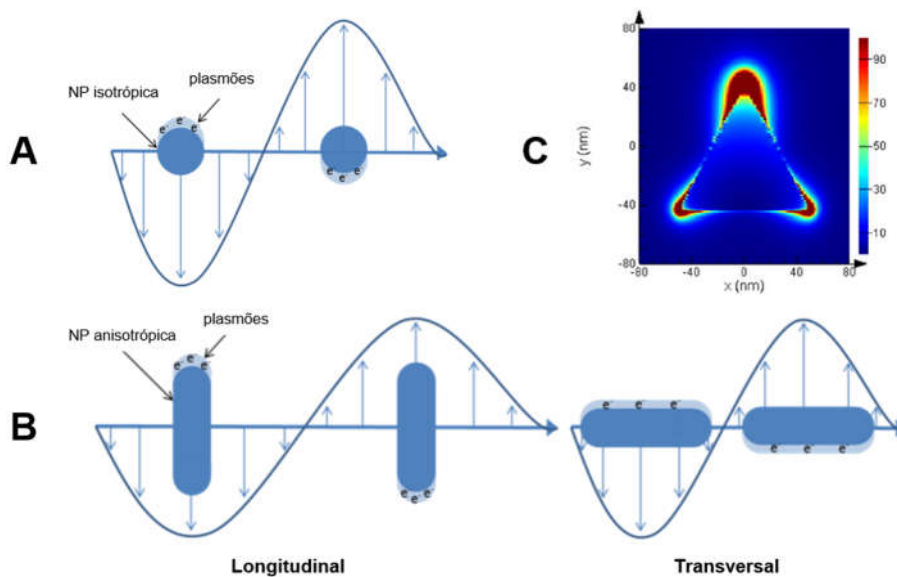 A
NP isotrópica
plasmões
e⁻ e⁻ e⁻
e⁻ e⁻ e⁻
C
80
40
0
-40
-80
y (nm)
-80 -40 0 40 80
x (nm)
90
70
50
30
10
B
NP anisotrópica
plasmões
e⁻ e⁻ e⁻
e⁻ e⁻ e⁻
Longitudinal
e⁻ e⁻ e⁻
e⁻ e⁻ e⁻
Transversal